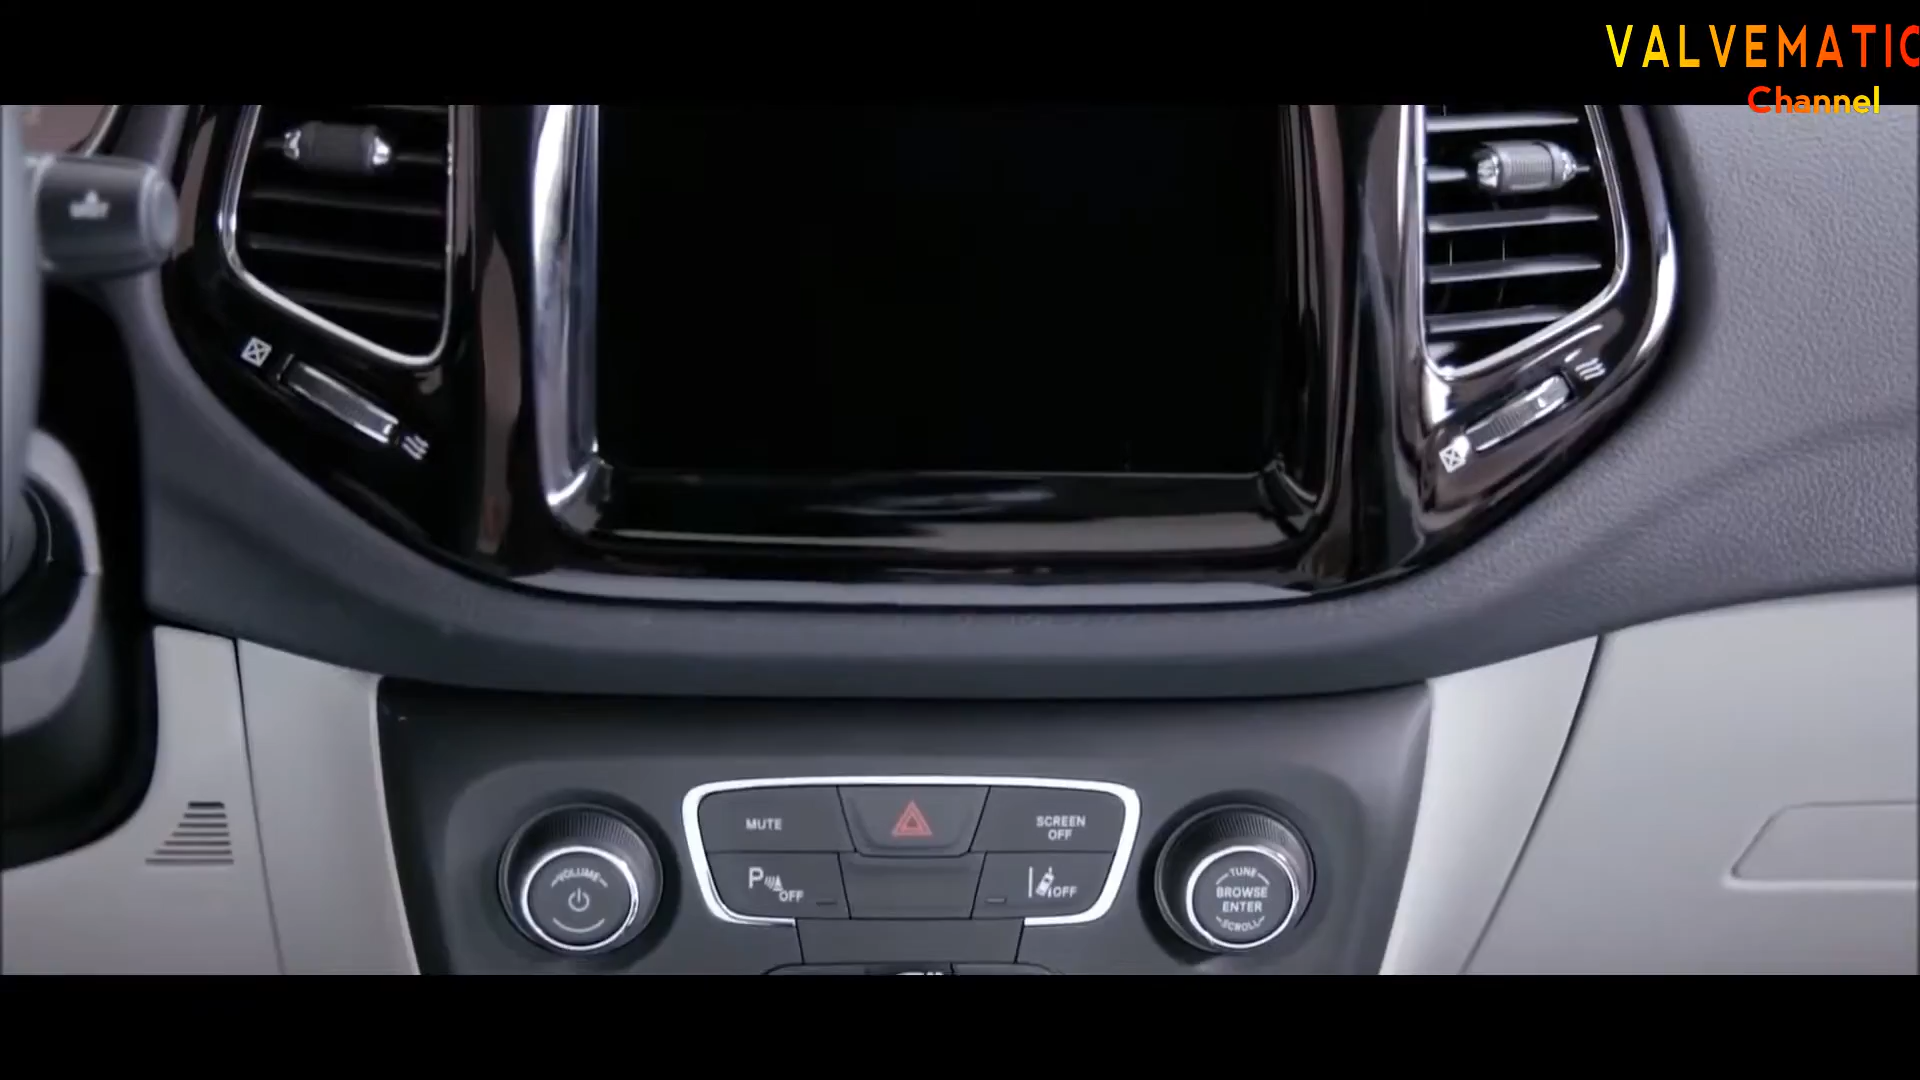 VALVEMATIC
Channel
MUTE
SCREEN
OFF
P OFF
OFF
VOLUME
TUNE
BROWSE
ENTER
SCROLL